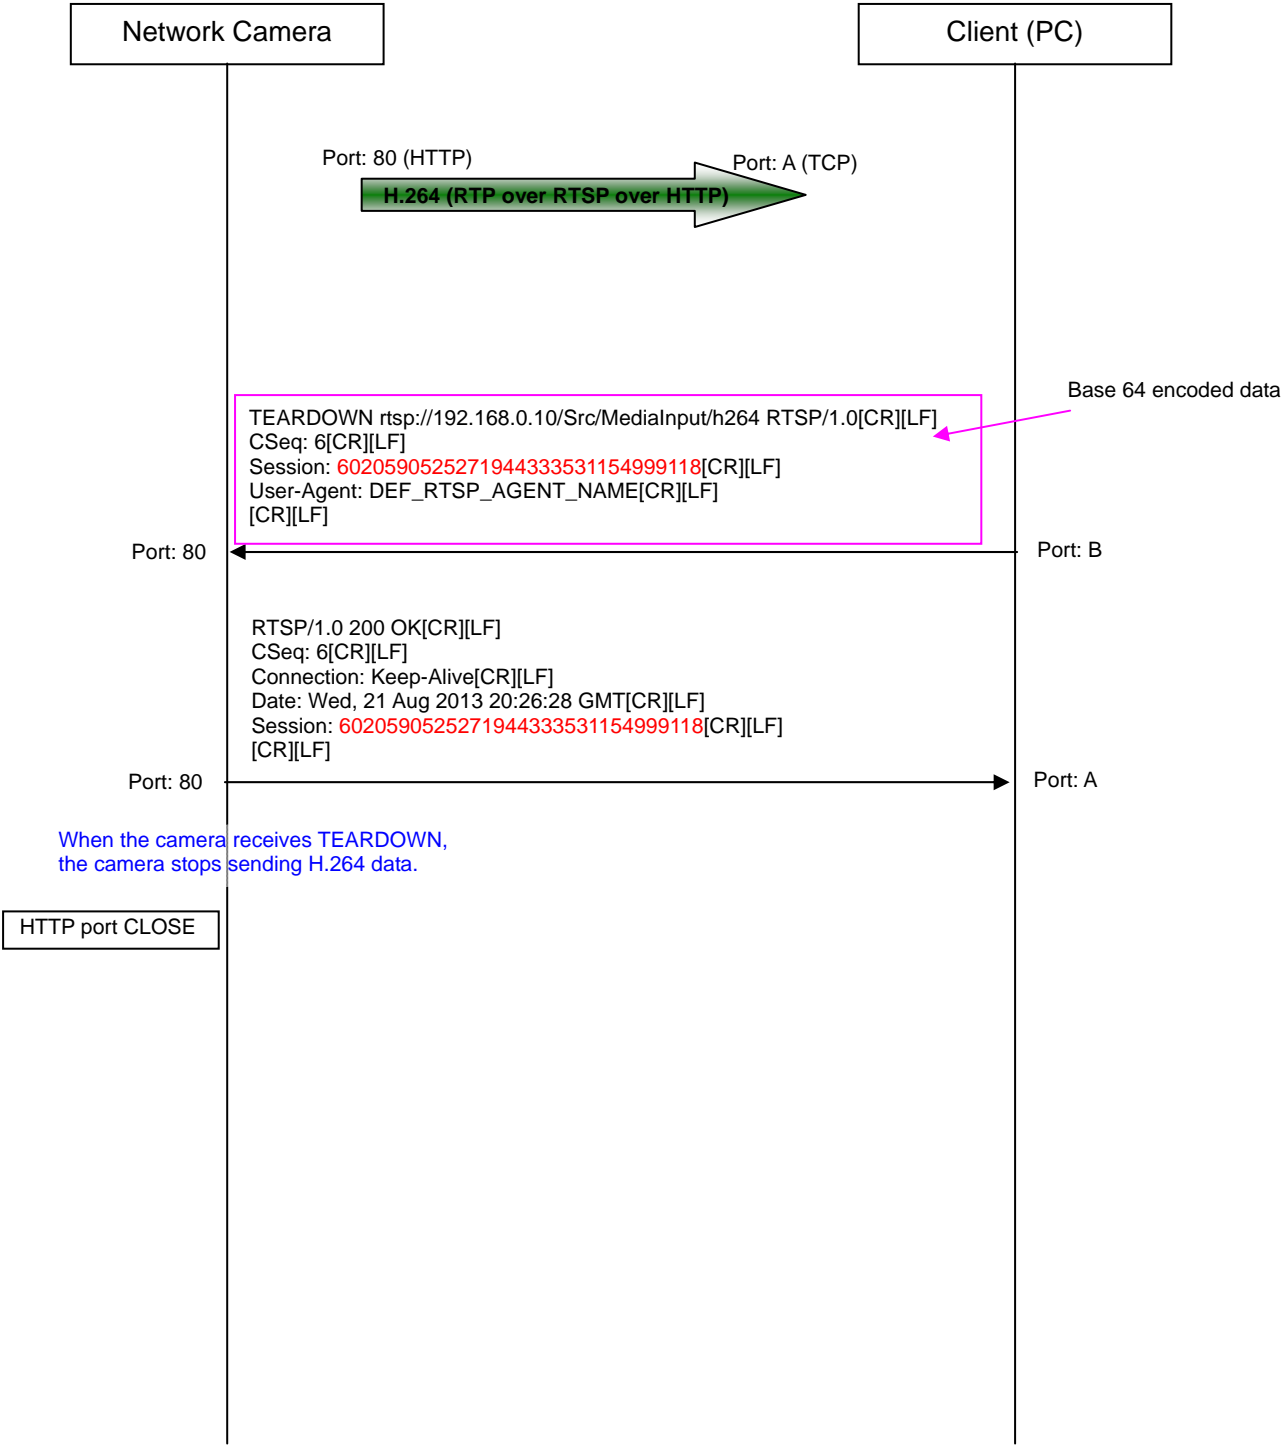 Network Camera
Client (PC)
Port: 80 (HTTP)
Port: A (TCP)
H.264 (RTP over RTSP over HTTP)
Base 64 encoded data
TEARDOWN rtsp://192.168.0.10/Src/MediaInput/h264 RTSP/1.0[CR][LF]
CSeq: 6[CR][LF]
Session: 6020590525271944333531154999118[CR][LF]
User-Agent: DEF_RTSP_AGENT_NAME[CR][LF]
[CR][LF]
Port: 80
Port: B
RTSP/1.0 200 OK[CR][LF]
CSeq: 6[CR][LF]
Connection: Keep-Alive[CR][LF]
Date: Wed, 21 Aug 2013 20:26:28 GMT[CR][LF]
Session: 6020590525271944333531154999118[CR][LF]
[CR][LF]
Port: 80
Port: A
When the camera receives TEARDOWN,
the camera stops sending H.264 data.
HTTP port CLOSE